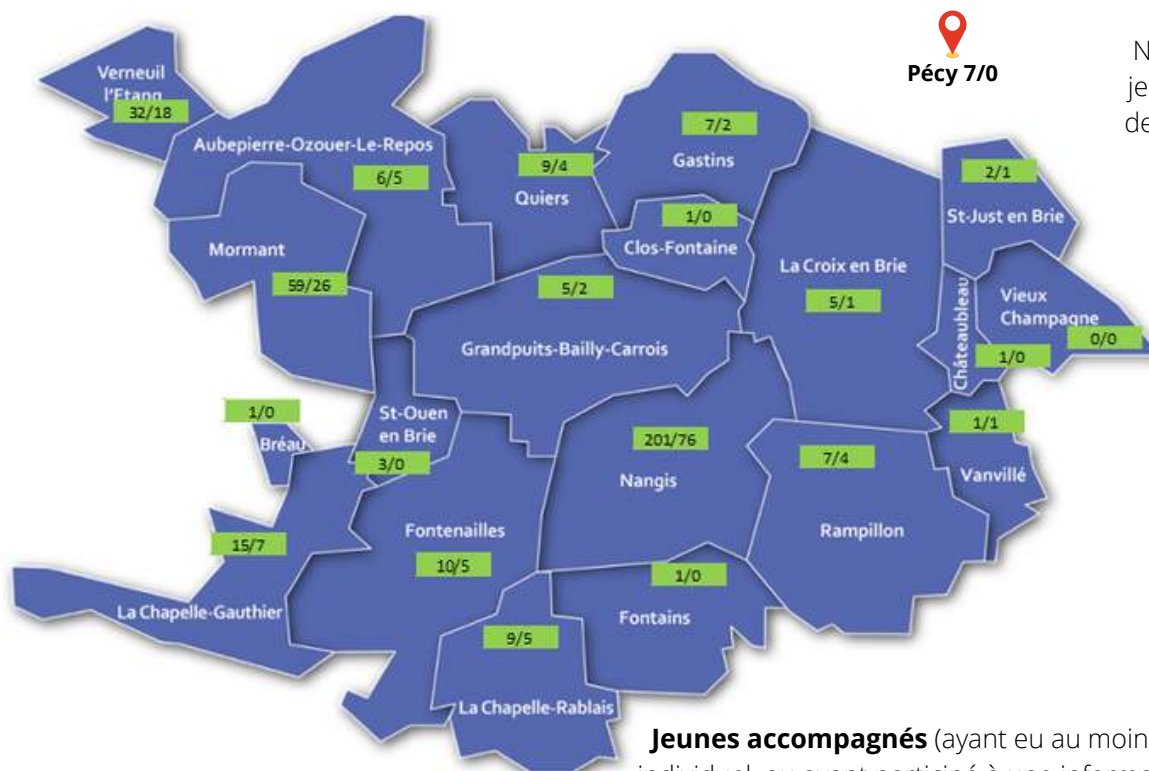 Pécy 7/0
N
je
de
Verneuil
l'Etang
32/18
Aubepierre-Ozouer-Le-Repos
6/5
Quiers
9/4
7/2
Gastins
2/1
St-Just en Brie
Mormant
59/26
1/0
Clos-Fontaine
La Croix en Brie
5/1
Châteaubleau
1/0
Vieux
Champagne
0/0
5/2
Grandpuits-Bailly-Carrois
1/0
Bréau
St-Ouen
en Brie
3/0
201/76
Nangis
7/4
Rampillon
1/1
Vanvillé
15/7
La Chapelle-Gauthier
Fontenailles
10/5
1/0
Fontains
9/5
La Chapelle-Rablais
Jeunes accompagnés (ayant eu au moin